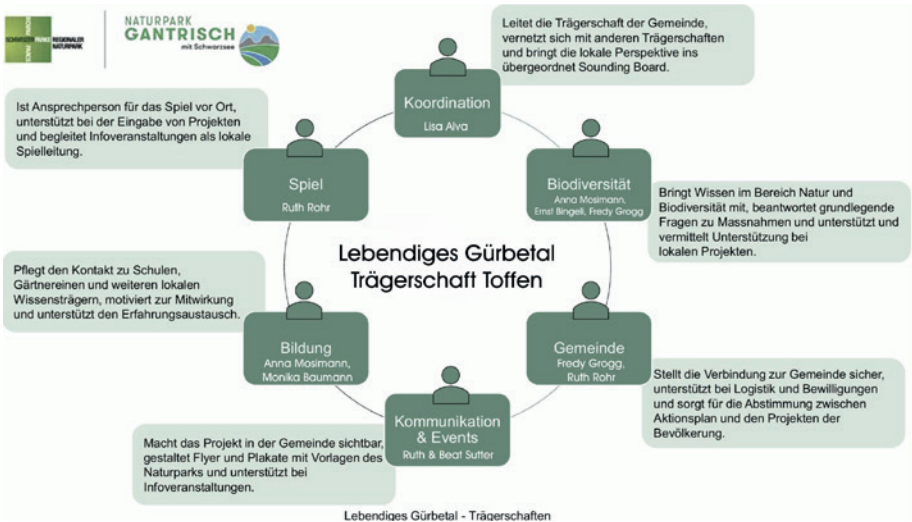 SCHWEIZER PÄRKE
REGIONALER
NATURPARK
NATURPARK
GANTRISCH
mit Schwarzsee
Leitet die Trägerschaft der Gemeinde,
vernetzt sich mit anderen Trägerschaften
und bringt die lokale Perspektive ins
übergeordnet Sounding Board.
Koordination
Lisa Alva
Ist Ansprechperson für das Spiel vor Ort,
unterstützt bei der Eingabe von Projekten
und begleitet Infoveranstaltungen als lokale
Spielleitung.
Spiel
Ruth Rohr
Biodiversität
Anna Mosimann,
Ernst Bingeli, Fredy Grogg
Bringt Wissen im Bereich Natur und
Biodiversität mit, beantwortet grundlegende
Fragen zu Massnahmen und unterstützt und
vermittelt Unterstützung bei
lokalen Projekten.
Lebendiges Gürbetal
Trägerschaft Toffen
Pflegt den Kontakt zu Schulen,
Gärtnereinen und weiteren lokalen
Wissensträgern, motiviert zur Mitwirkung
und unterstützt den Erfahrungsaustausch.
Bildung
Anna Mosimann,
Monika Baumann
Gemeinde
Fredy Grogg,
Ruth Rohr
Stellt die Verbindung zur Gemeinde sicher,
unterstützt bei Logistik und Bewilligungen
und sorgt für die Abstimmung zwischen
Aktionsplan und den Projekten der
Bevölkerung.
Kommunikation
& Events
Ruth & Beat Sutter
Macht das Projekt in der Gemeinde sichtbar,
gestaltet Flyer und Plakate mit Vorlagen des
Naturparks und unterstützt bei
Infoveranstaltungen.
Lebendiges Gürbetal - Trägerschaften